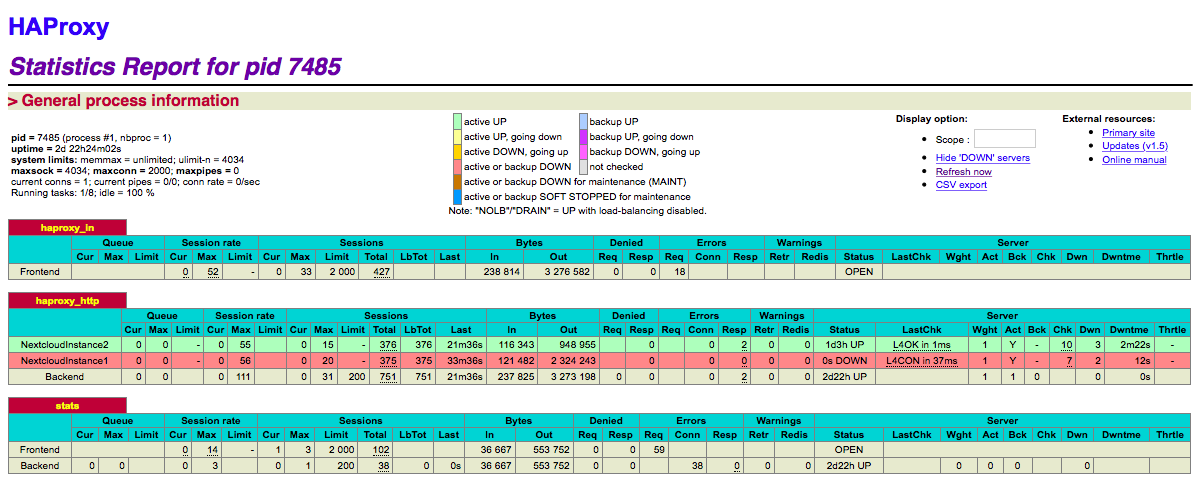 HAProxy
Statistics Report for pid 7485
> General process information
pid = 7485 (process #1, nbproc = 1)
uptime = 2d 22h24m02s
system limits: memmax = unlimited; ulimit-n = 4034
maxsock = 4034; maxconn = 2000; maxpipes = 0
current conns = 1; current pipes = 0/0; conn rate = 0/sec
Running tasks: 1/8; idle = 100 %
active UP backup UP
active UP, going down backup UP, going down
active DOWN, going up backup DOWN, going up
active or backup DOWN not checked
active or backup DOWN for maintenance (MAINT)
active or backup SOFT STOPPED for maintenance
Note: "NOLB"/"DRAIN" = UP with load-balancing disabled.
Display option:
• Scope :
• Hide 'DOWN' servers
• Refresh now
• CSV export
External resources:
• Primary site
• Updates (v1.5)
• Online manual
haproxy_in
Queue Session rate Sessions Bytes Denied Errors Warnings Server
Cur Max Limit Cur Max Limit Cur Max Limit Total LbTot Last In Out Req Resp Req Conn Resp Retr Redis Status LastChk Wght Act Bck Chk Dwn Dwntme Thrtle
Frontend 0 52 - 0 33 2 000 427 238 814 3 276 582 0 0 18 OPEN
haproxy_http
Queue Session rate Sessions Bytes Denied Errors Warnings Server
Cur Max Limit Cur Max Limit Cur Max Limit Total LbTot Last In Out Req Resp Req Conn Resp Retr Redis Status LastChk Wght Act Bck Chk Dwn Dwntme Thrtle
NextcloudInstance2 0 0 - 0 55 0 15 - 376 376 21m36s 116 343 948 955 0 0 2 0 0 1d3h UP L4OK in 1ms 1 Y - 10 3 2m22s -
NextcloudInstance1 0 0 - 0 56 0 20 - 375 375 33m36s 121 482 2 324 243 0 0 0 0 0 0s DOWN L4CON in 37ms 1 Y - 7 2 12s -
Backend 0 0 0 111 0 31 200 751 751 21m36s 237 825 3 273 198 0 0 0 2 0 0 2d22h UP 1 1 0 0 0s
stats
Queue Session rate Sessions Bytes Denied Errors Warnings Server
Cur Max Limit Cur Max Limit Cur Max Limit Total LbTot Last In Out Req Resp Req Conn Resp Retr Redis Status LastChk Wght Act Bck Chk Dwn Dwntme Thrtle
Frontend 0 14 - 1 3 2 000 102 36 667 553 752 0 0 59 OPEN
Backend 0 0 0 3 0 1 200 38 0 0s 36 667 553 752 0 0 38 0 0 0 2d22h UP 0 0 0 0